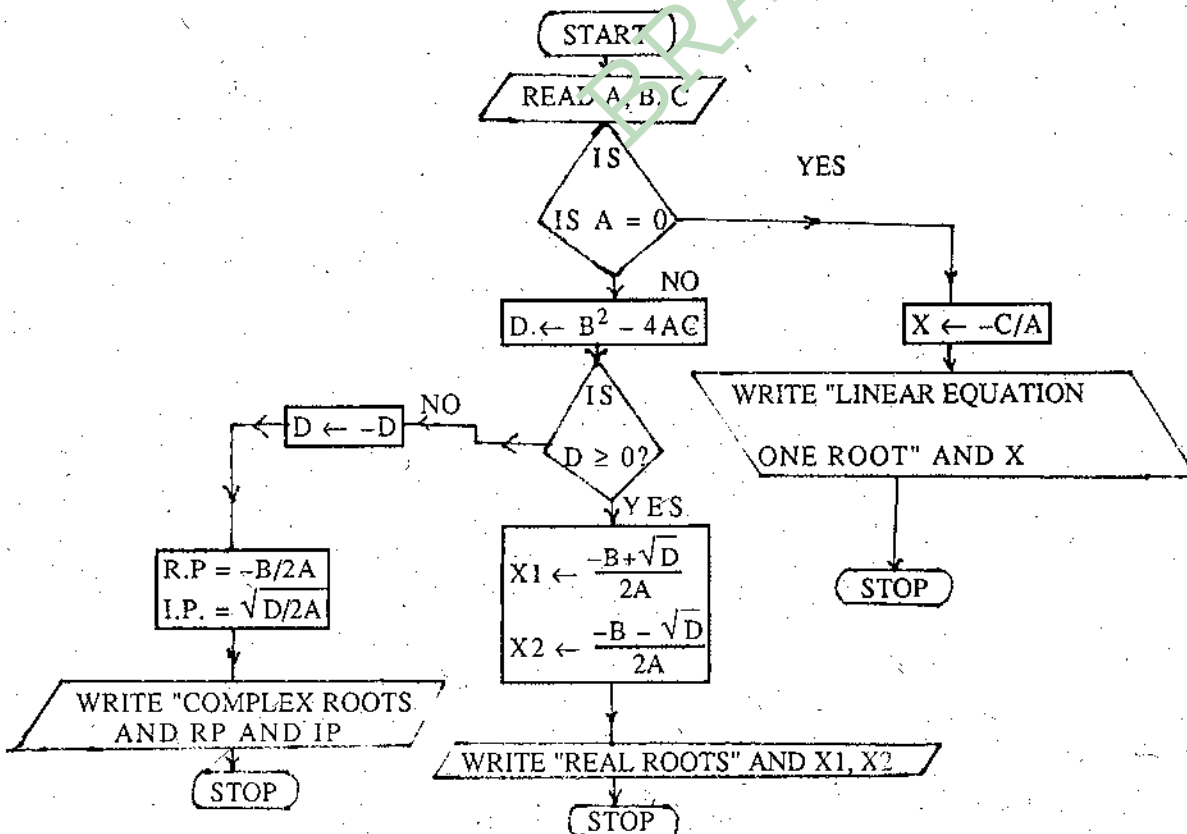 START
READ A, B, C
IS
IS A = 0
YES
NO
D. ← B² - 4AC
X ← -C/A
WRITE "LINEAR EQUATION
ONE ROOT" AND X
STOP
IS
D ≥ 0?
NO
D ← -D
R.P = -B/2A
I.P. = √D/2A
WRITE "COMPLEX ROOTS
AND RP AND IP
STOP
YES
X1 ← -B+√D
2A
X2 ← -B - √D
2A
WRITE "REAL ROOTS" AND X1, X2
STOP
BRA